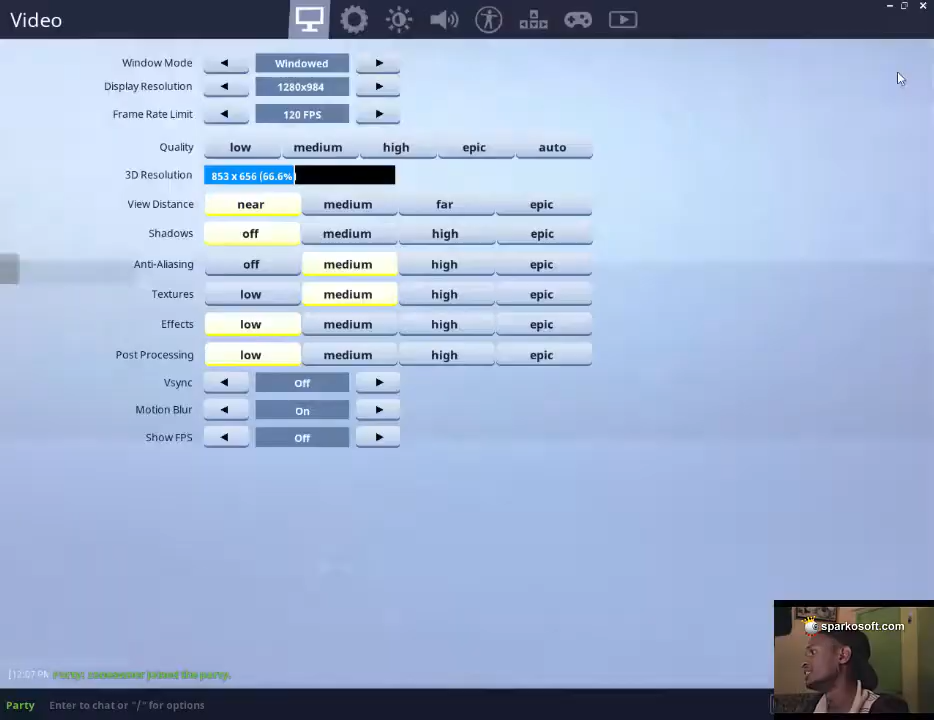 Video
Window Mode Windowed
Display Resolution 1280x984
Frame Rate Limit 120 FPS
Quality low medium high epic auto
3D Resolution 853 x 656 (66.6%)
View Distance near medium far epic
Shadows off medium high epic
Anti-Aliasing off medium high epic
Textures low medium high epic
Effects low medium high epic
Post Processing low medium high epic
Vsync Off
Motion Blur On
Show FPS Off
sparkosoft.com
[12:07 PM] Party: joined the party.
Party Enter to chat or "/" for options